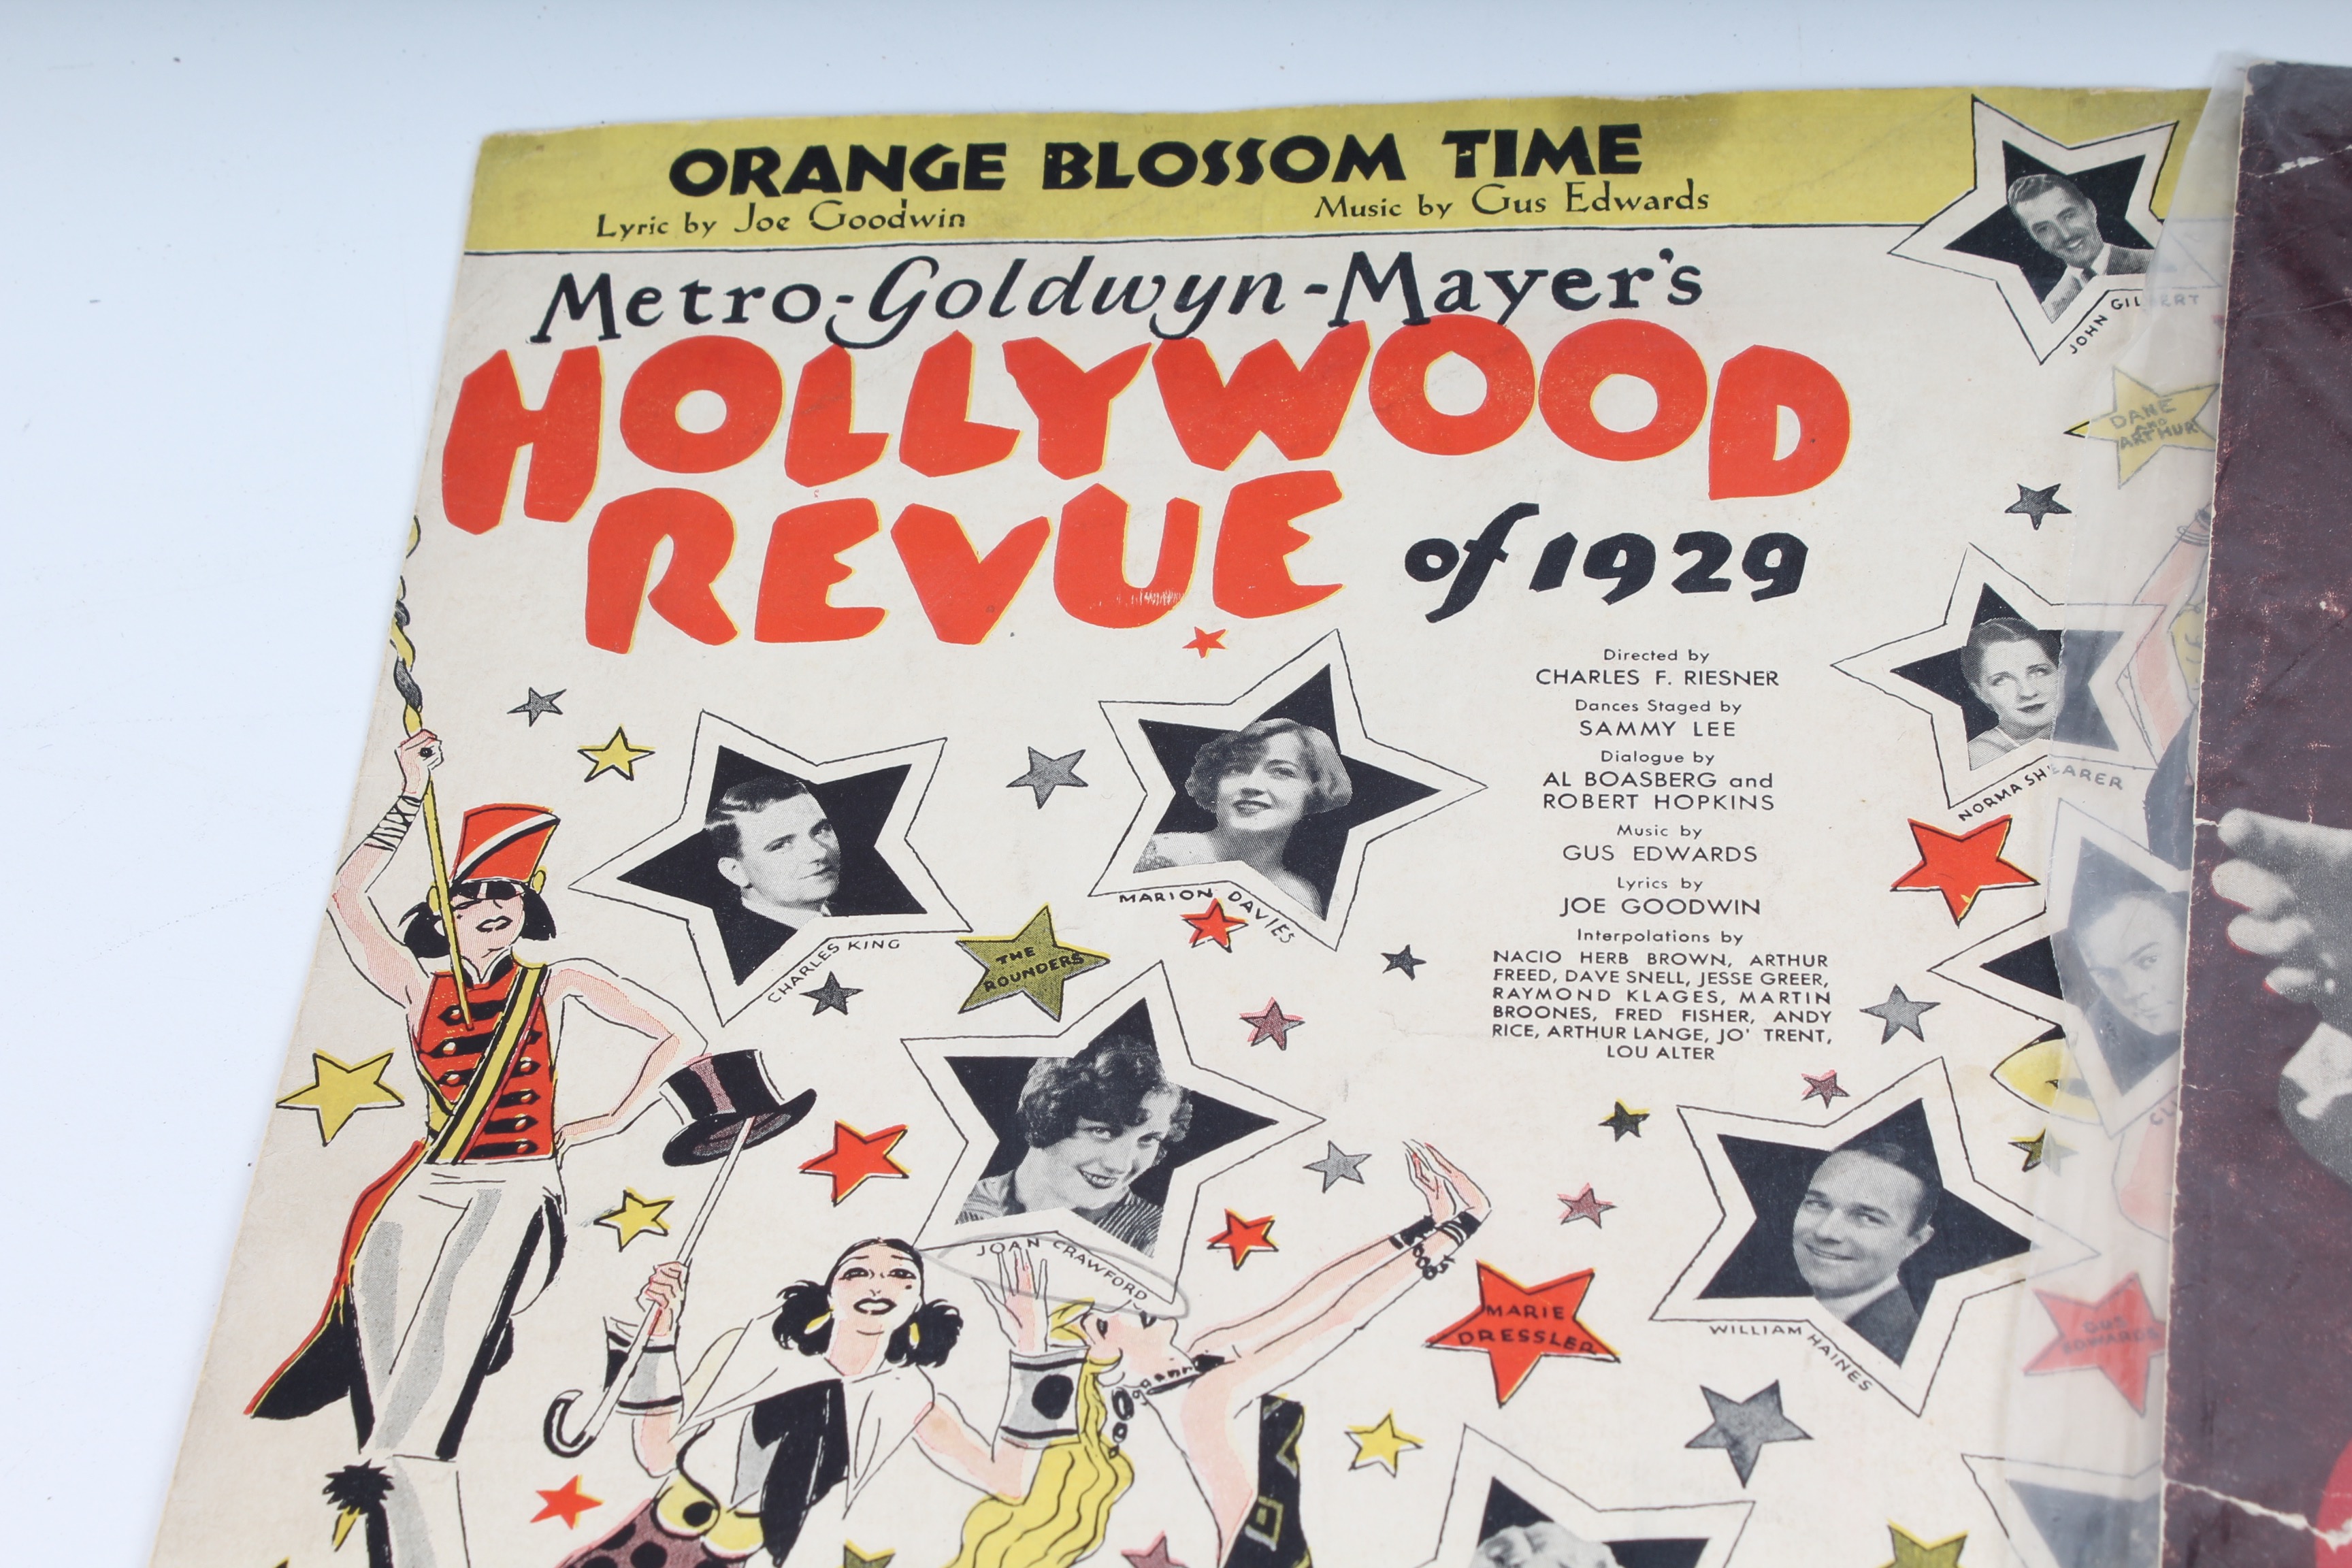 ORANGE BLOSSOM TIME
Lyric by Joe Goodwin Music by Gus Edwards
Metro-Goldwyn-Mayer's
HOLLYWOOD
REVUE of 1929
JOHN GILBERT
DANE
AND
ARTHUR
Directed by
CHARLES F. RIESNER
Dances Staged by
SAMMY LEE
Dialogue by
AL BOASBERG and
ROBERT HOPKINS
Music by
GUS EDWARDS
Lyrics by
JOE GOODWIN
Interpolations by
NACIO HERB BROWN, ARTHUR
FREED, DAVE SNELL, JESSE GREER,
RAYMOND KLAGES, MARTIN
BROONES, FRED FISHER, ANDY
RICE, ARTHUR LANGE, JO' TRENT,
LOU ALTER
NORMA SHEARER
MARION DAVIES
CHARLES KING
THE
ROUNDERS
JOAN CRAWFORD
MARIE
DRESSLER
WILLIAM HAINES
GUS
EDWARDS